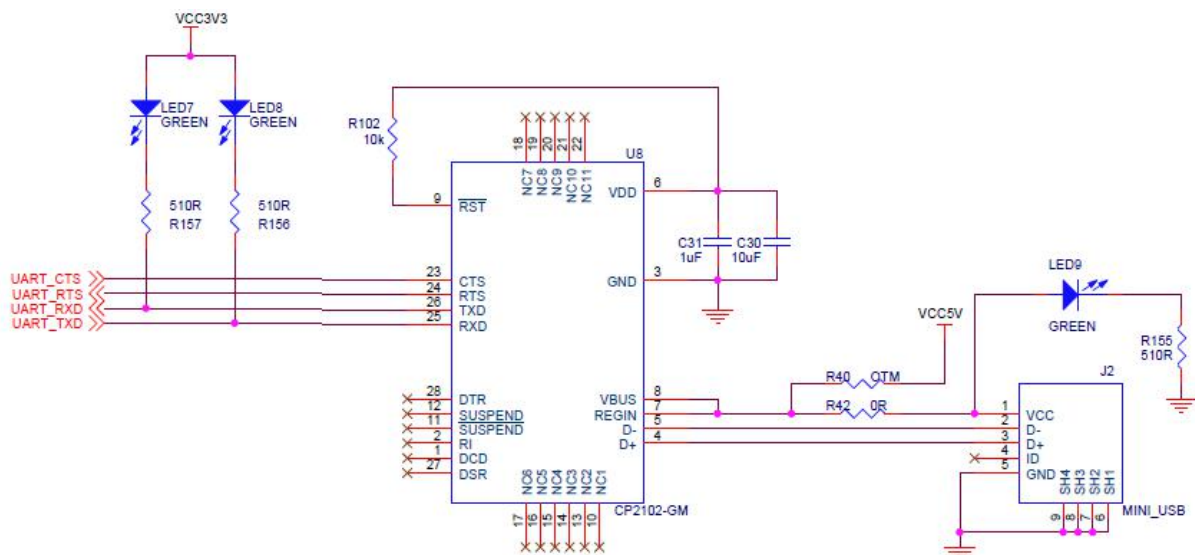 VCC3V3
LED7
GREEN
LED8
GREEN
R102
10k
18 19 20 21 22
NC7 NC8 NC9 NC10 NC11
U8
510R
R157
510R
R156
9 RST
VDD 6
C31
1uF
C30
10uF
UART_CTS
UART_RTS
UART_RXD
UART_TXD
23 CTS
24 RTS
26 TXD
25 RXD
GND 3
LED9
GREEN
VCC5V
R155
510R
R40 OTM
R42 0R
J2
28 DTR
12 SUSPEND
11 SUSPEND
2 RI
1 DCD
27 DSR
VBUS 8
REGIN 7
D- 5
D+ 4
1 VCC
2 D-
3 D+
4 ID
5 GND
SH4 SH3 SH2 SH1
9 8 7 6
MINI_USB
NC6 NC5 NC4 NC3 NC2 NC1
17 16 15 14 13 10
CP2102-GM